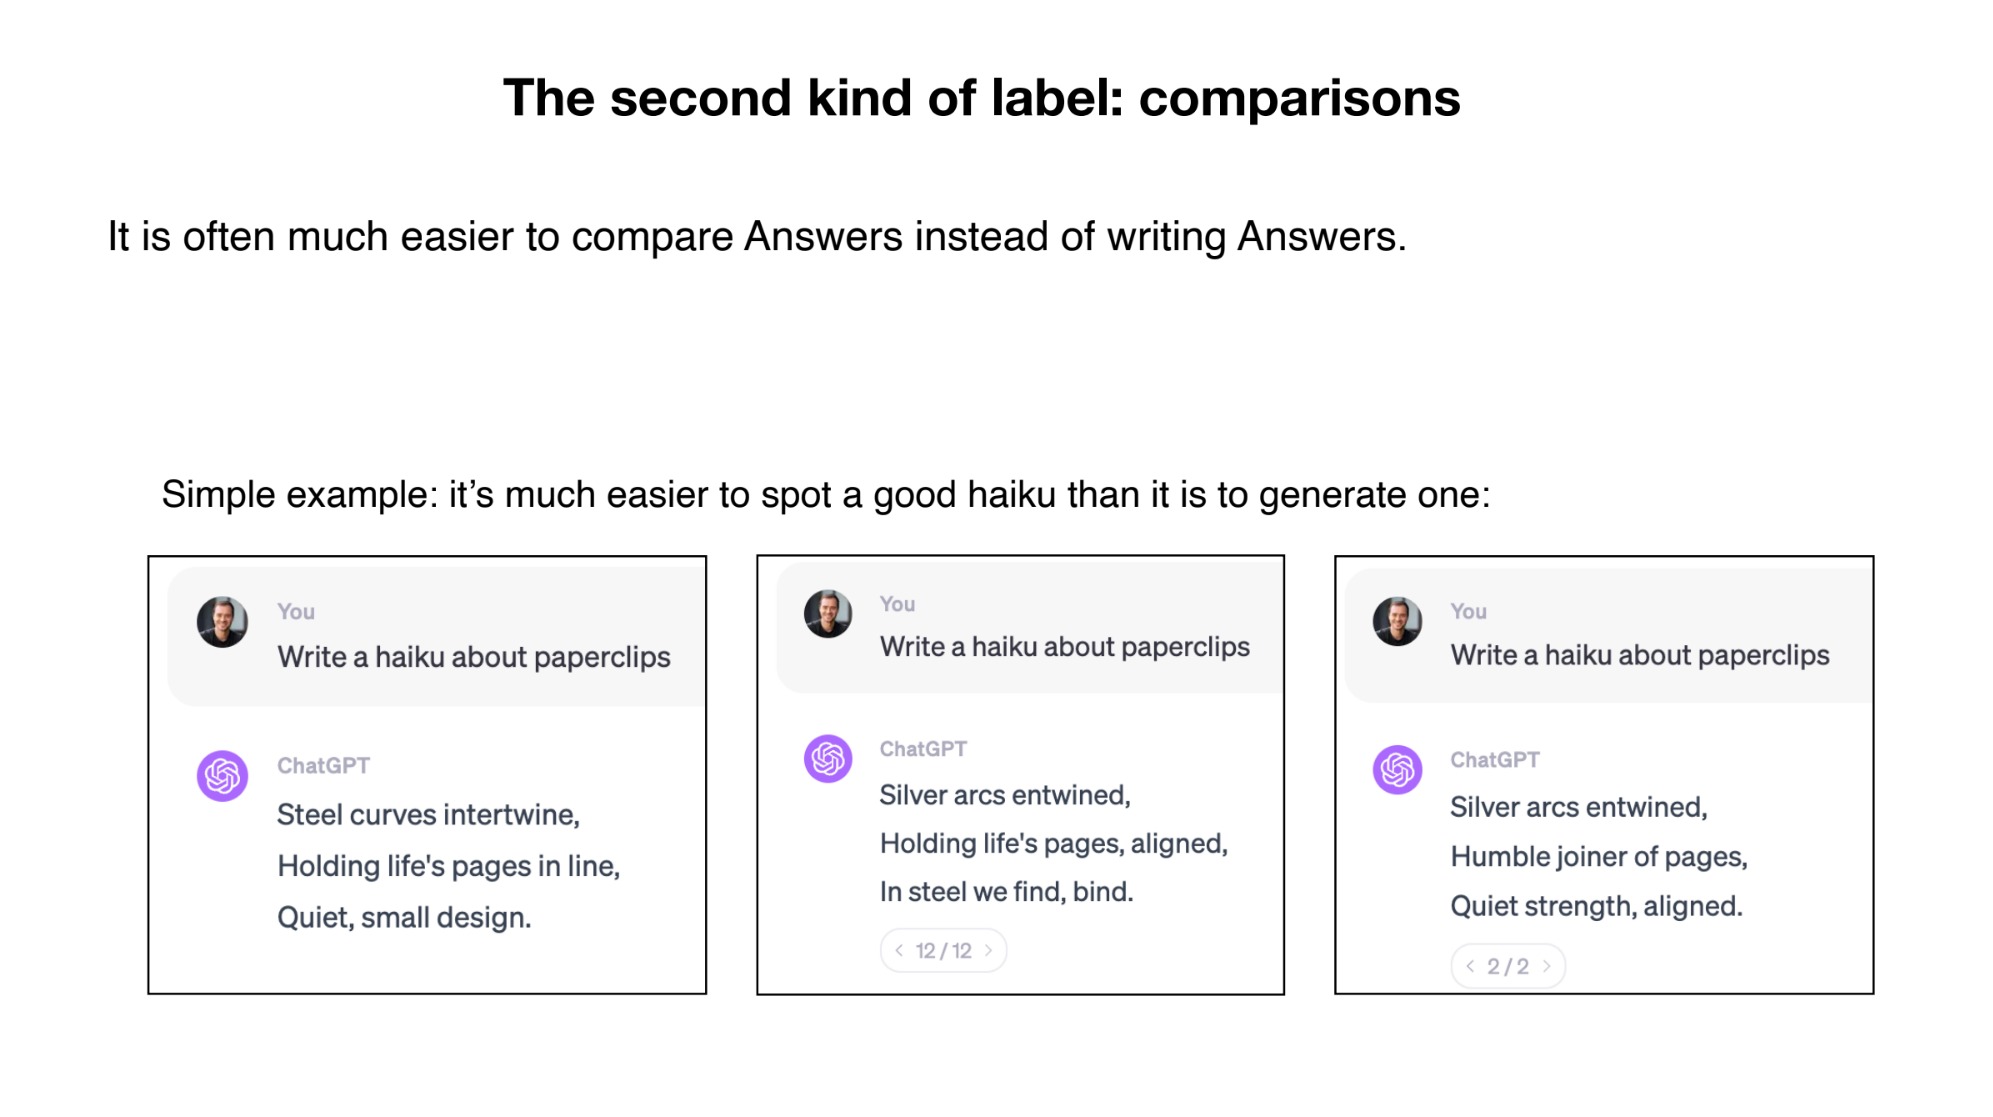 The second kind of label: comparisons
It is often much easier to compare Answers instead of writing Answers.
Simple example: it’s much easier to spot a good haiku than it is to generate one:
You
Write a haiku about paperclips
ChatGPT
Steel curves intertwine,
Holding life's pages in line,
Quiet, small design.
You
Write a haiku about paperclips
ChatGPT
Silver arcs entwined,
Holding life's pages, aligned,
In steel we find, bind.
< 12 / 12 >
You
Write a haiku about paperclips
ChatGPT
Silver arcs entwined,
Humble joiner of pages,
Quiet strength, aligned.
< 2 / 2 >